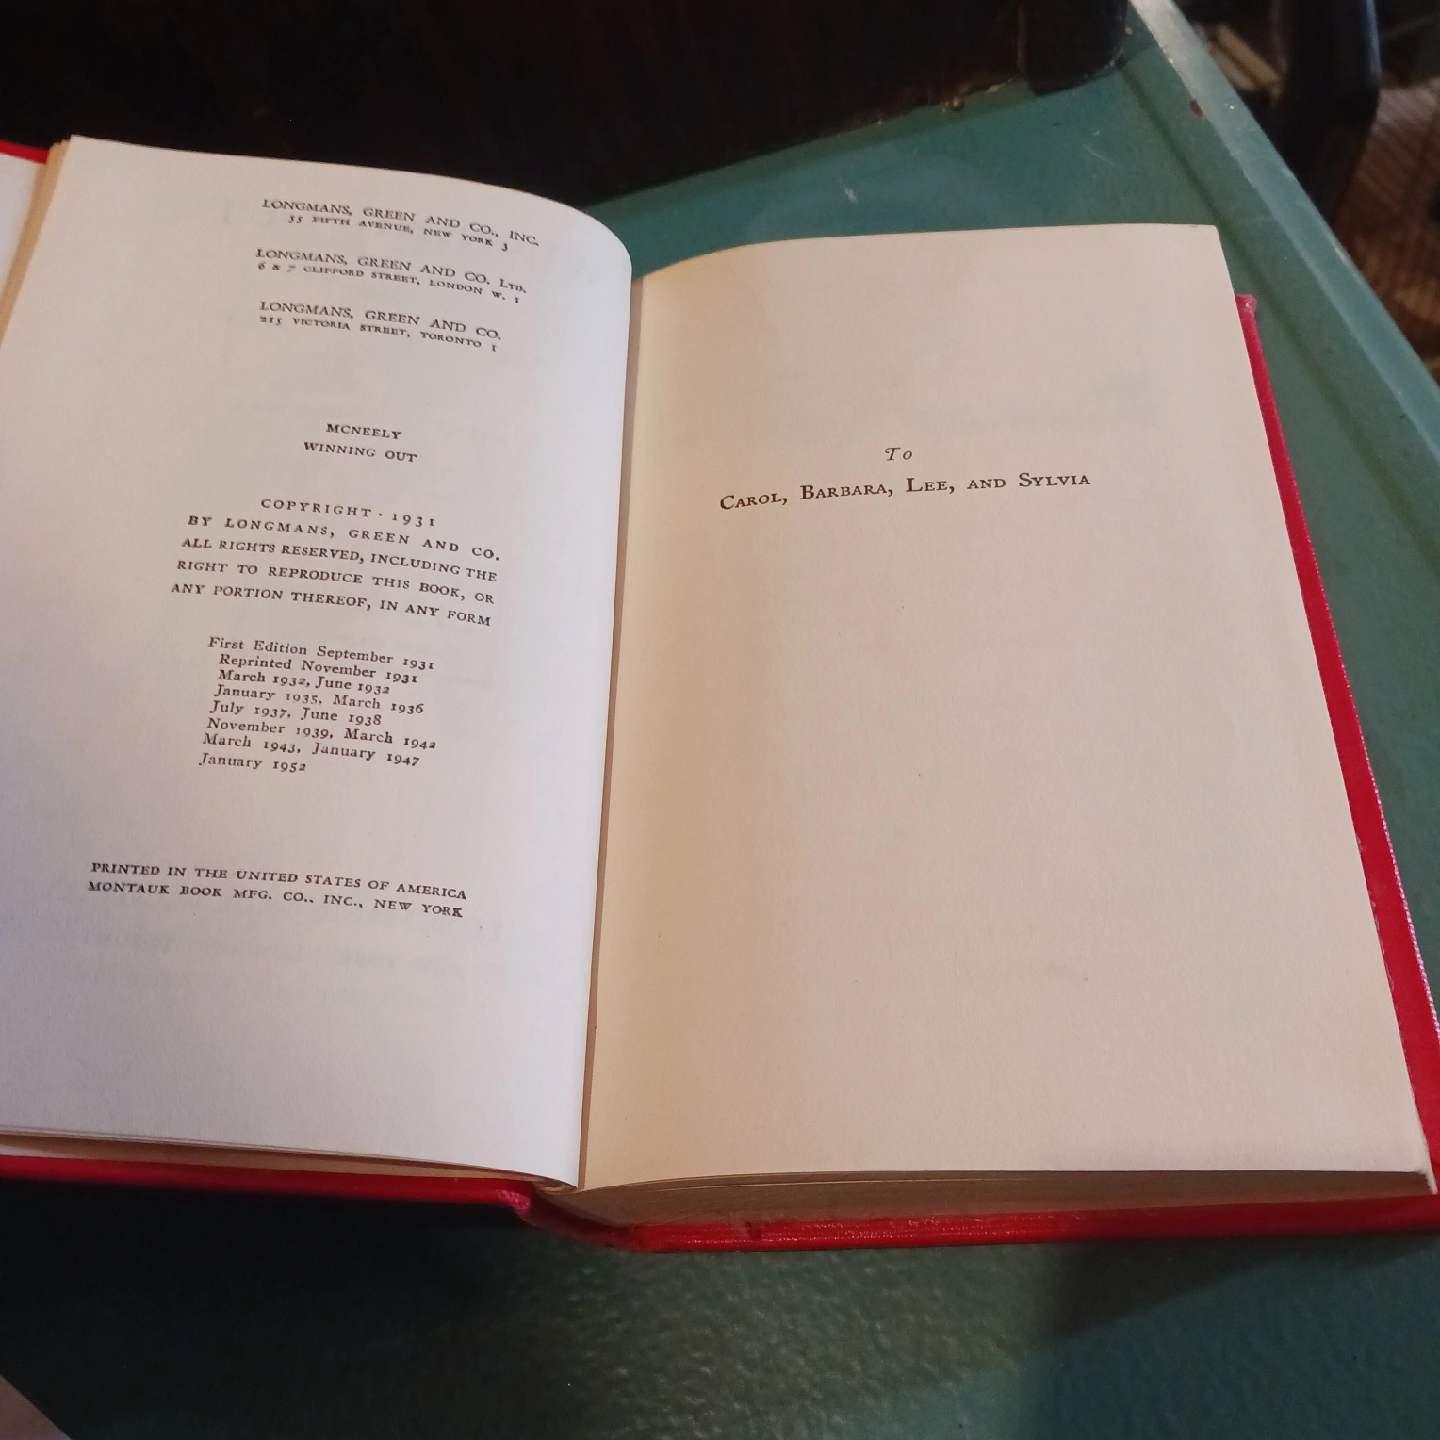 LONGMANS, GREEN AND CO., INC.
55 FIFTH AVENUE, NEW YORK 3
LONGMANS, GREEN AND CO. LTD.
6 & 7 CLIFFORD STREET, LONDON W. 1
LONGMANS, GREEN AND CO.
215 VICTORIA STREET, TORONTO 1
MCNEELY
WINNING OUT
COPYRIGHT · 1931
BY LONGMANS, GREEN AND CO.
ALL RIGHTS RESERVED, INCLUDING THE
RIGHT TO REPRODUCE THIS BOOK, OR
ANY PORTION THEREOF, IN ANY FORM
First Edition September 1931
Reprinted November 1931
March 1932, June 1932
January 1935, March 1936
July 1937, June 1938
November 1939, March 1942
March 1943, January 1947
January 1952
PRINTED IN THE UNITED STATES OF AMERICA
MONTAUK BOOK MFG. CO., INC., NEW YORK
To
CAROL, BARBARA, LEE, AND SYLVIA